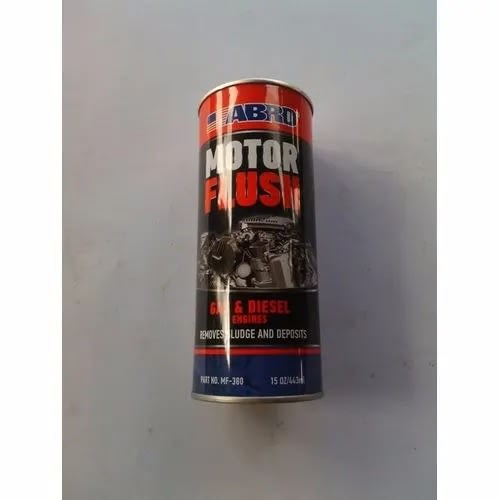 ABRO
MOTOR
FLUSH
GAS & DIESEL
ENGINES
REMOVES SLUDGE AND DEPOSITS
PART NO. MF-380 15 OZ/443ml